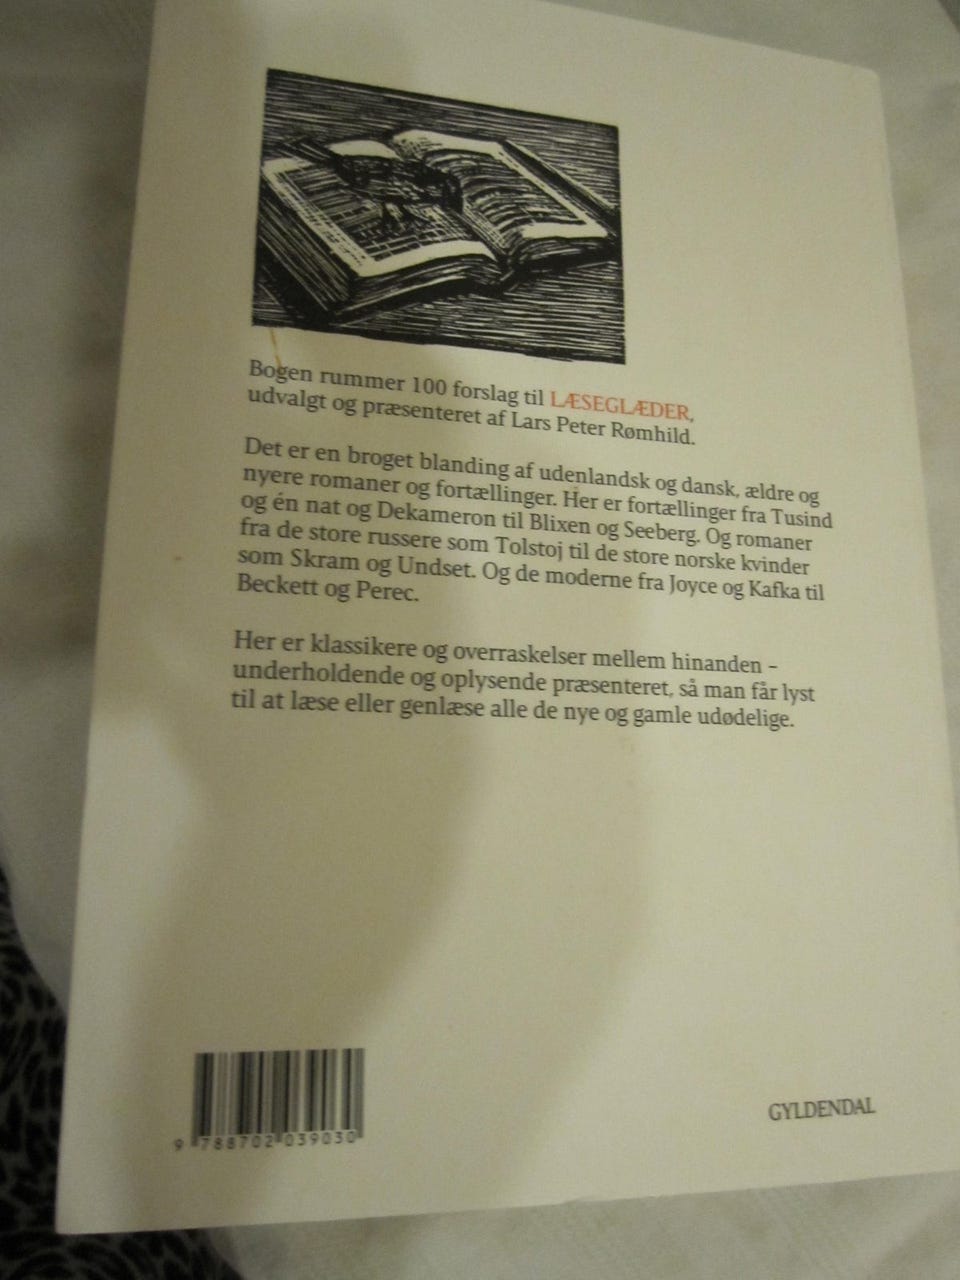 Bogen rummer 100 forslag til LÆSEGLÆDER,
udvalgt og præsenteret af Lars Peter Rømhild.
Det er en broget blanding af udenlandsk og dansk, ældre og
nyere romaner og fortællinger. Her er fortællinger fra Tusind
og én nat og Dekameron til Blixen og Seeberg. Og romaner
fra de store russere som Tolstoj til de store norske kvinder
som Skram og Undset. Og de moderne fra Joyce og Kafka til
Beckett og Perec.
Her er klassikere og overraskelser mellem hinanden –
underholdende og oplysende præsenteret, så man får lyst
til at læse eller genlæse alle de nye og gamle udødelige.
9 788702 039030
GYLDENDAL